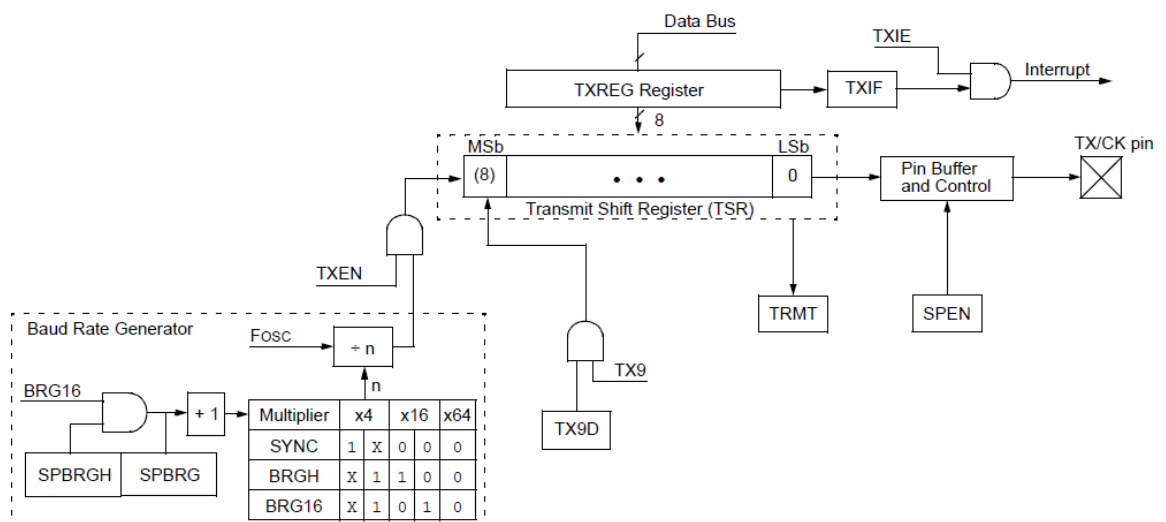 Data Bus
TXIE
Interrupt
TXREG Register
TXIF
8
MSb
LSb
TX/CK pin
(8)
• • •
0
Pin Buffer
and Control
Transmit Shift Register (TSR)
TXEN
TRMT
SPEN
Baud Rate Generator
FOSC
÷ n
TX9
n
BRG16
+ 1
Multiplier x4 x16 x64
TX9D
SYNC 1 X 0 0 0
SPBRGH SPBRG
BRGH X 1 1 0 0
BRG16 X 1 0 1 0